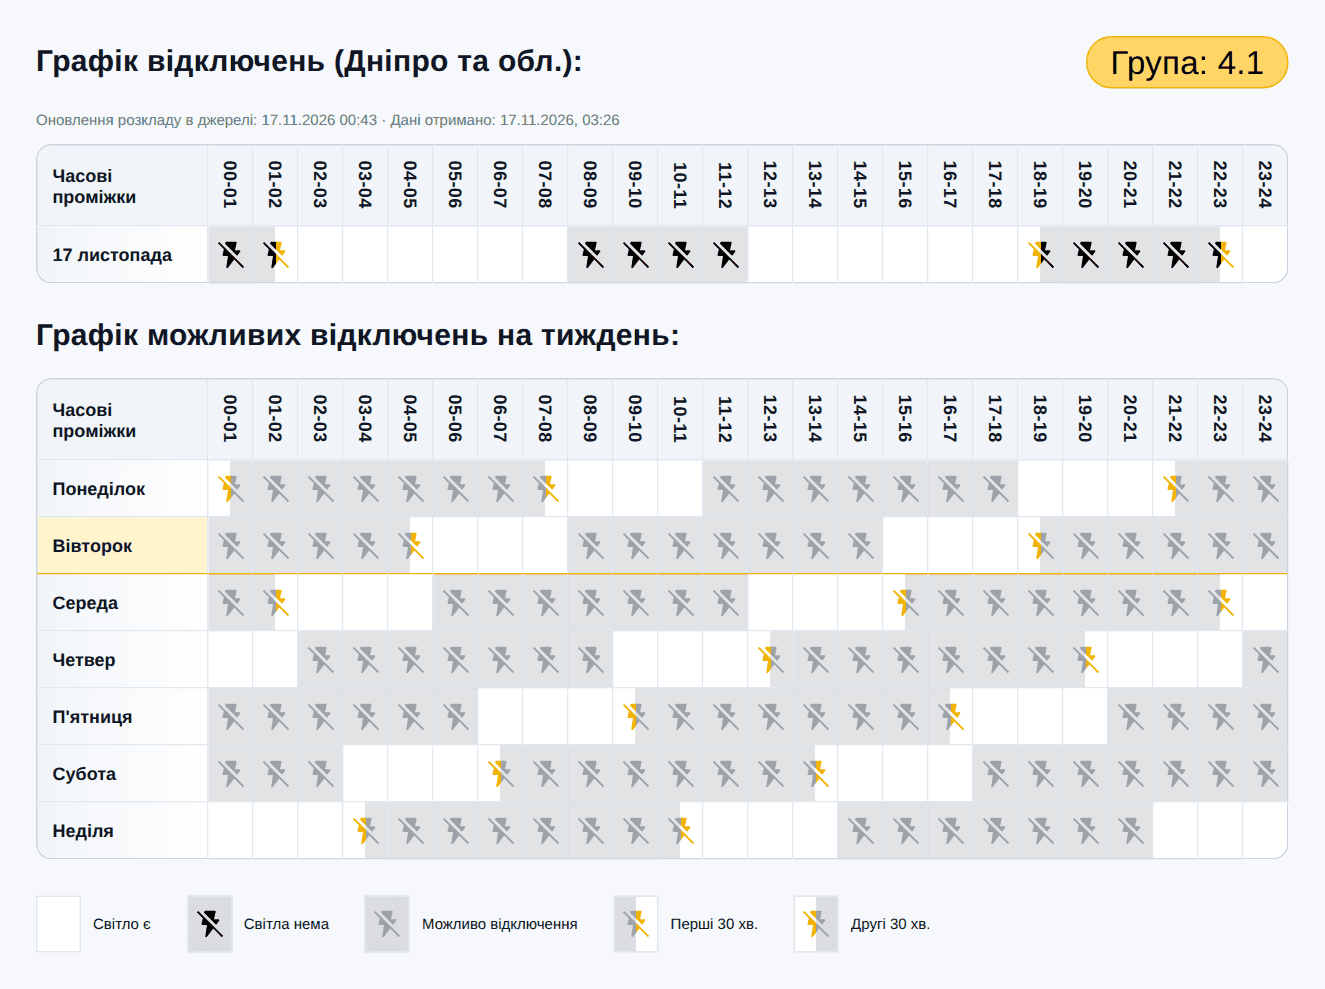 Графік відключень (Дніпро та обл.):
Група: 4.1
Оновлення розкладу в джерелі: 17.11.2026 00:43 · Дані отримано: 17.11.2026, 03:26
Часові проміжки 00-01 01-02 02-03 03-04 04-05 05-06 06-07 07-08 08-09 09-10 10-11 11-12 12-13 13-14 14-15 15-16 16-17 17-18 18-19 19-20 20-21 21-22 22-23 23-24
17 листопада
Графік можливих відключень на тиждень:
Часові проміжки 00-01 01-02 02-03 03-04 04-05 05-06 06-07 07-08 08-09 09-10 10-11 11-12 12-13 13-14 14-15 15-16 16-17 17-18 18-19 19-20 20-21 21-22 22-23 23-24
Понеділок
Вівторок
Середа
Четвер
П'ятниця
Субота
Неділя
Світло є Світла нема Можливо відключення Перші 30 хв. Другі 30 хв.